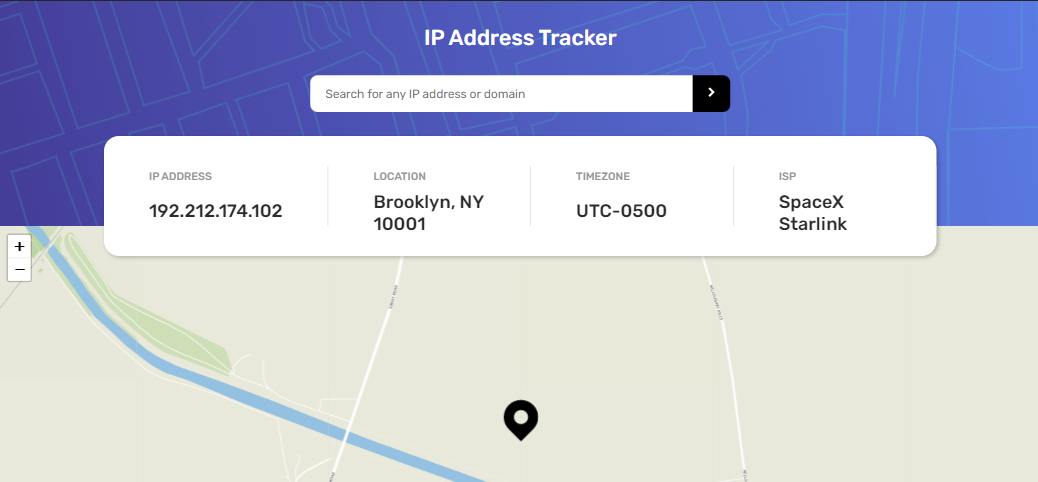 IP Address Tracker
Search for any IP address or domain
IP ADDRESS
192.212.174.102
LOCATION
Brooklyn, NY
10001
TIMEZONE
UTC-0500
ISP
SpaceX
Starlink
+
−